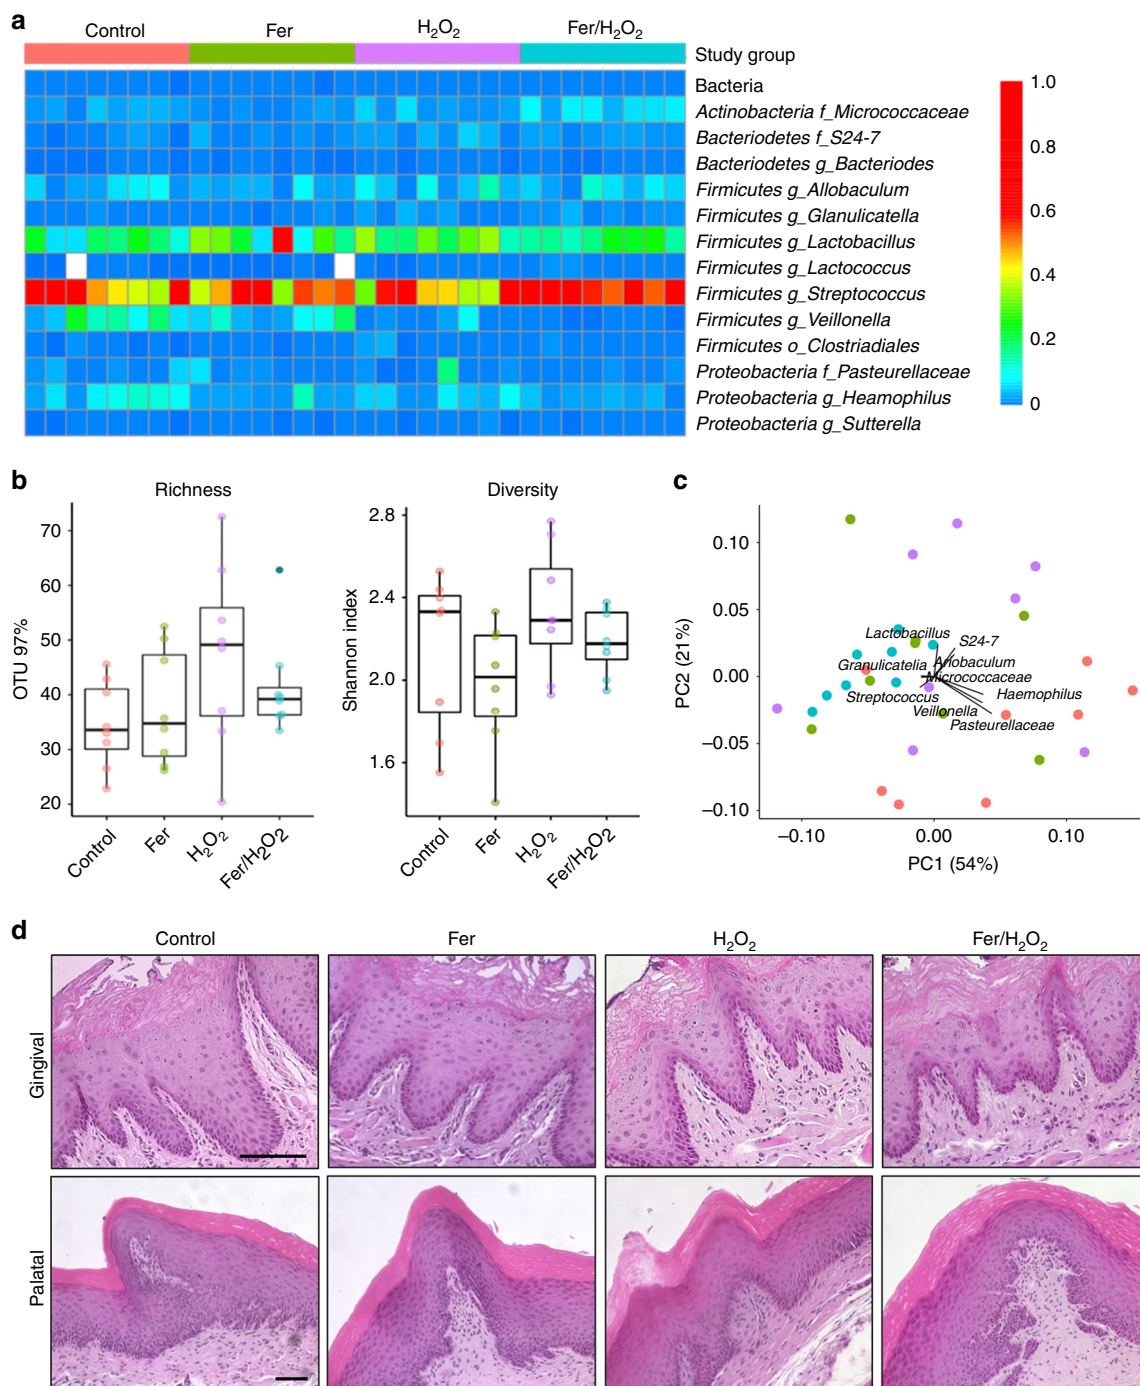 a
Control Fer H2O2 Fer/H2O2
Study group
Bacteria
Actinobacteria f_Micrococcaceae
Bacteriodetes f_S24-7
Bacteriodetes g_Bacteriodes
Firmicutes g_Allobaculum
Firmicutes g_Glanulicatella
Firmicutes g_Lactobacillus
Firmicutes g_Lactococcus
Firmicutes g_Streptococcus
Firmicutes g_Veillonella
Firmicutes o_Clostriadiales
Proteobacteria f_Pasteurellaceae
Proteobacteria g_Heamophilus
Proteobacteria g_Sutterella
1.0
0.8
0.6
0.4
0.2
0
b
Richness
OTU 97%
70
60
50
40
30
20
Control Fer H2O2 Fer/H2O2
Diversity
Shannon index
2.8
2.4
2.0
1.6
Control Fer H2O2 Fer/H2O2
c
PC2 (21%)
0.10
0.05
0.00
−0.05
−0.10
Lactobacillus
S24-7
Granulicatelia
Allobaculum
Micrococcaceae
Streptococcus
Haemophilus
Veillonella
Pasteurellaceae
−0.10 0.00 0.10
PC1 (54%)
d
Control Fer H2O2 Fer/H2O2
Gingival
Palatal